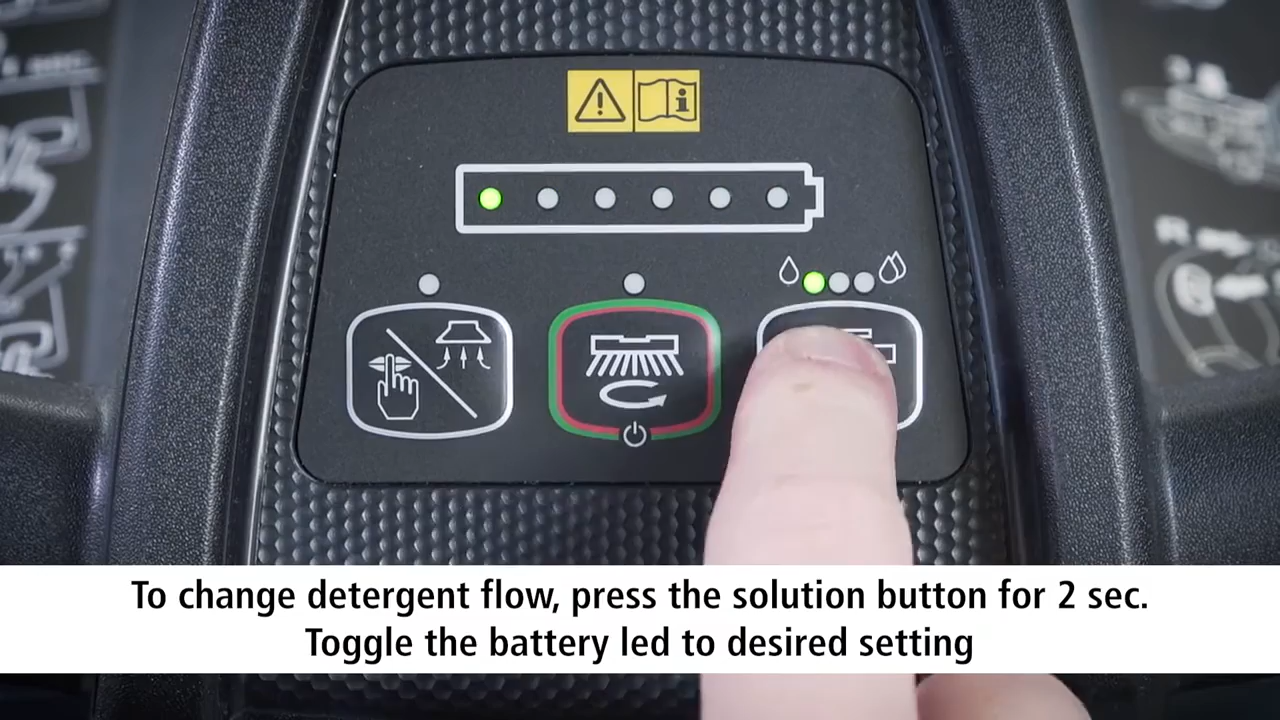 To change detergent flow, press the solution button for 2 sec.
Toggle the battery led to desired setting